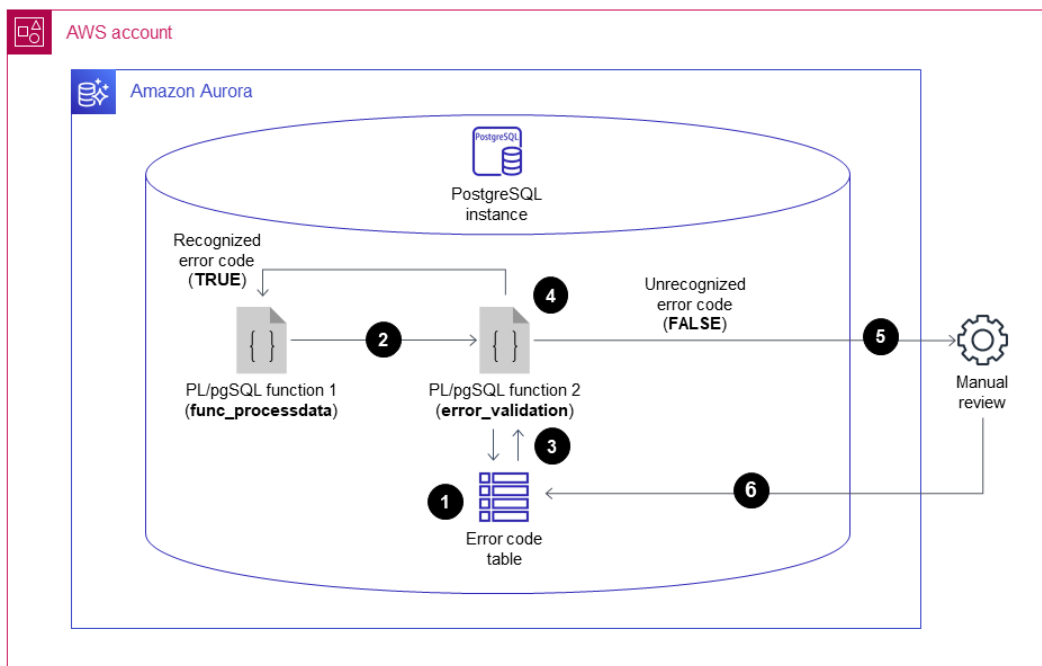 AWS account
Amazon Aurora
PostgreSQL
PostgreSQL
instance
Recognized
error code
(TRUE)
4
Unrecognized
error code
(FALSE)
{ }
2
{ }
5
PL/pgSQL function 1
(func_processdata)
PL/pgSQL function 2
(error_validation)
Manual
review
3
1
6
Error code
table